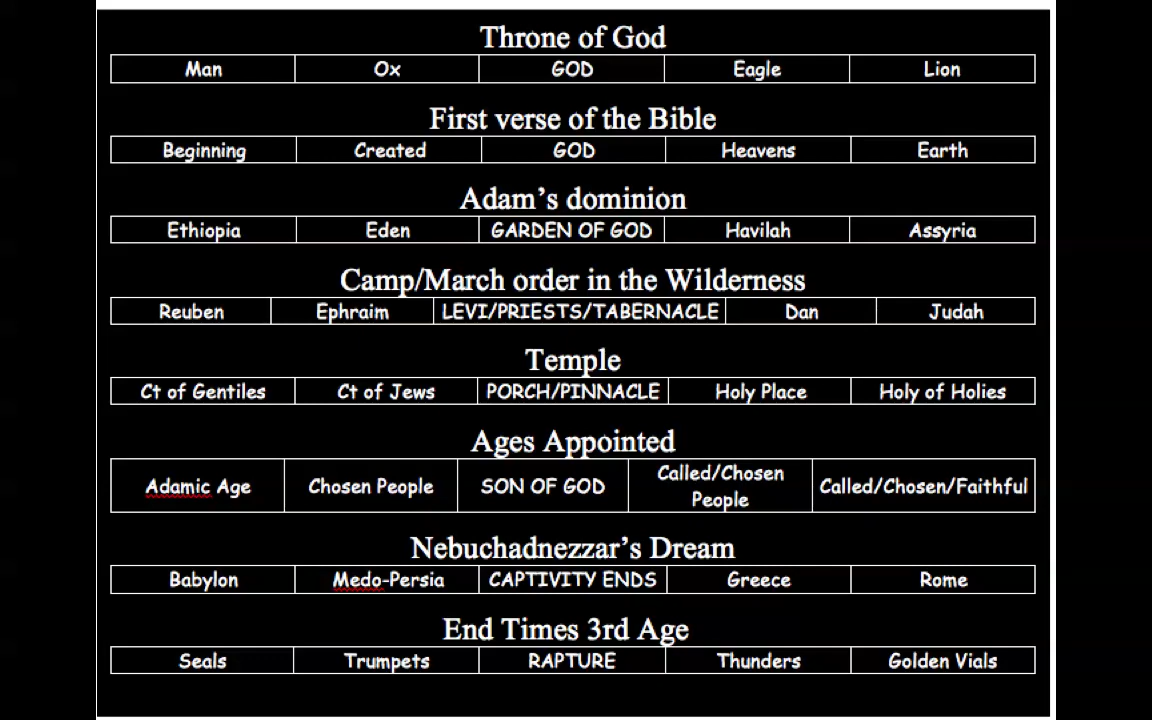 Throne of God
Man Ox GOD Eagle Lion
First verse of the Bible
Beginning Created GOD Heavens Earth
Adam's dominion
Ethiopia Eden GARDEN OF GOD Havilah Assyria
Camp/March order in the Wilderness
Reuben Ephraim LEVI/PRIESTS/TABERNACLE Dan Judah
Temple
Ct of Gentiles Ct of Jews PORCH/PINNACLE Holy Place Holy of Holies
Ages Appointed
Adamic Age Chosen People SON OF GOD Called/Chosen People Called/Chosen/Faithful
Nebuchadnezzar's Dream
Babylon Medo-Persia CAPTIVITY ENDS Greece Rome
End Times 3rd Age
Seals Trumpets RAPTURE Thunders Golden Vials